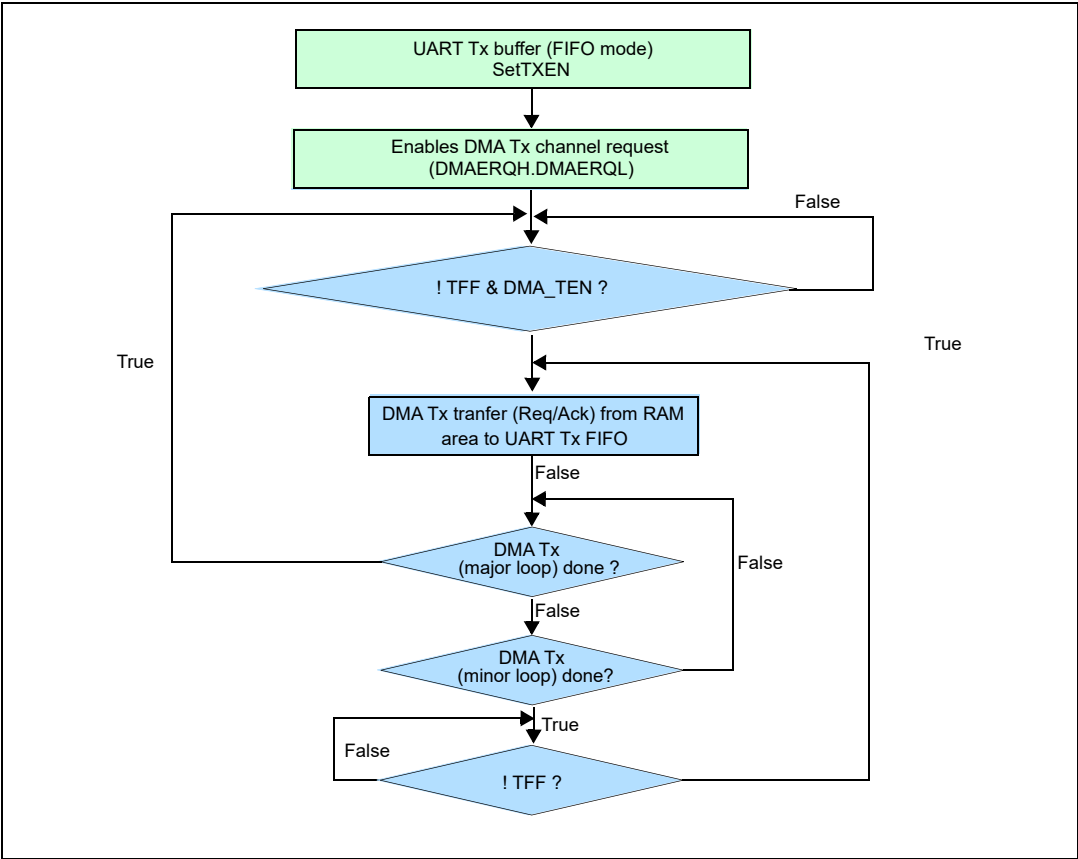 UART Tx buffer (FIFO mode)
SetTXEN
Enables DMA Tx channel request
(DMAERQH.DMAERQL)
False
! TFF & DMA_TEN ?
True
True
DMA Tx tranfer (Req/Ack) from RAM
area to UART Tx FIFO
False
DMA Tx
(major loop) done ?
False
False
DMA Tx
(minor loop) done?
True
False
! TFF ?